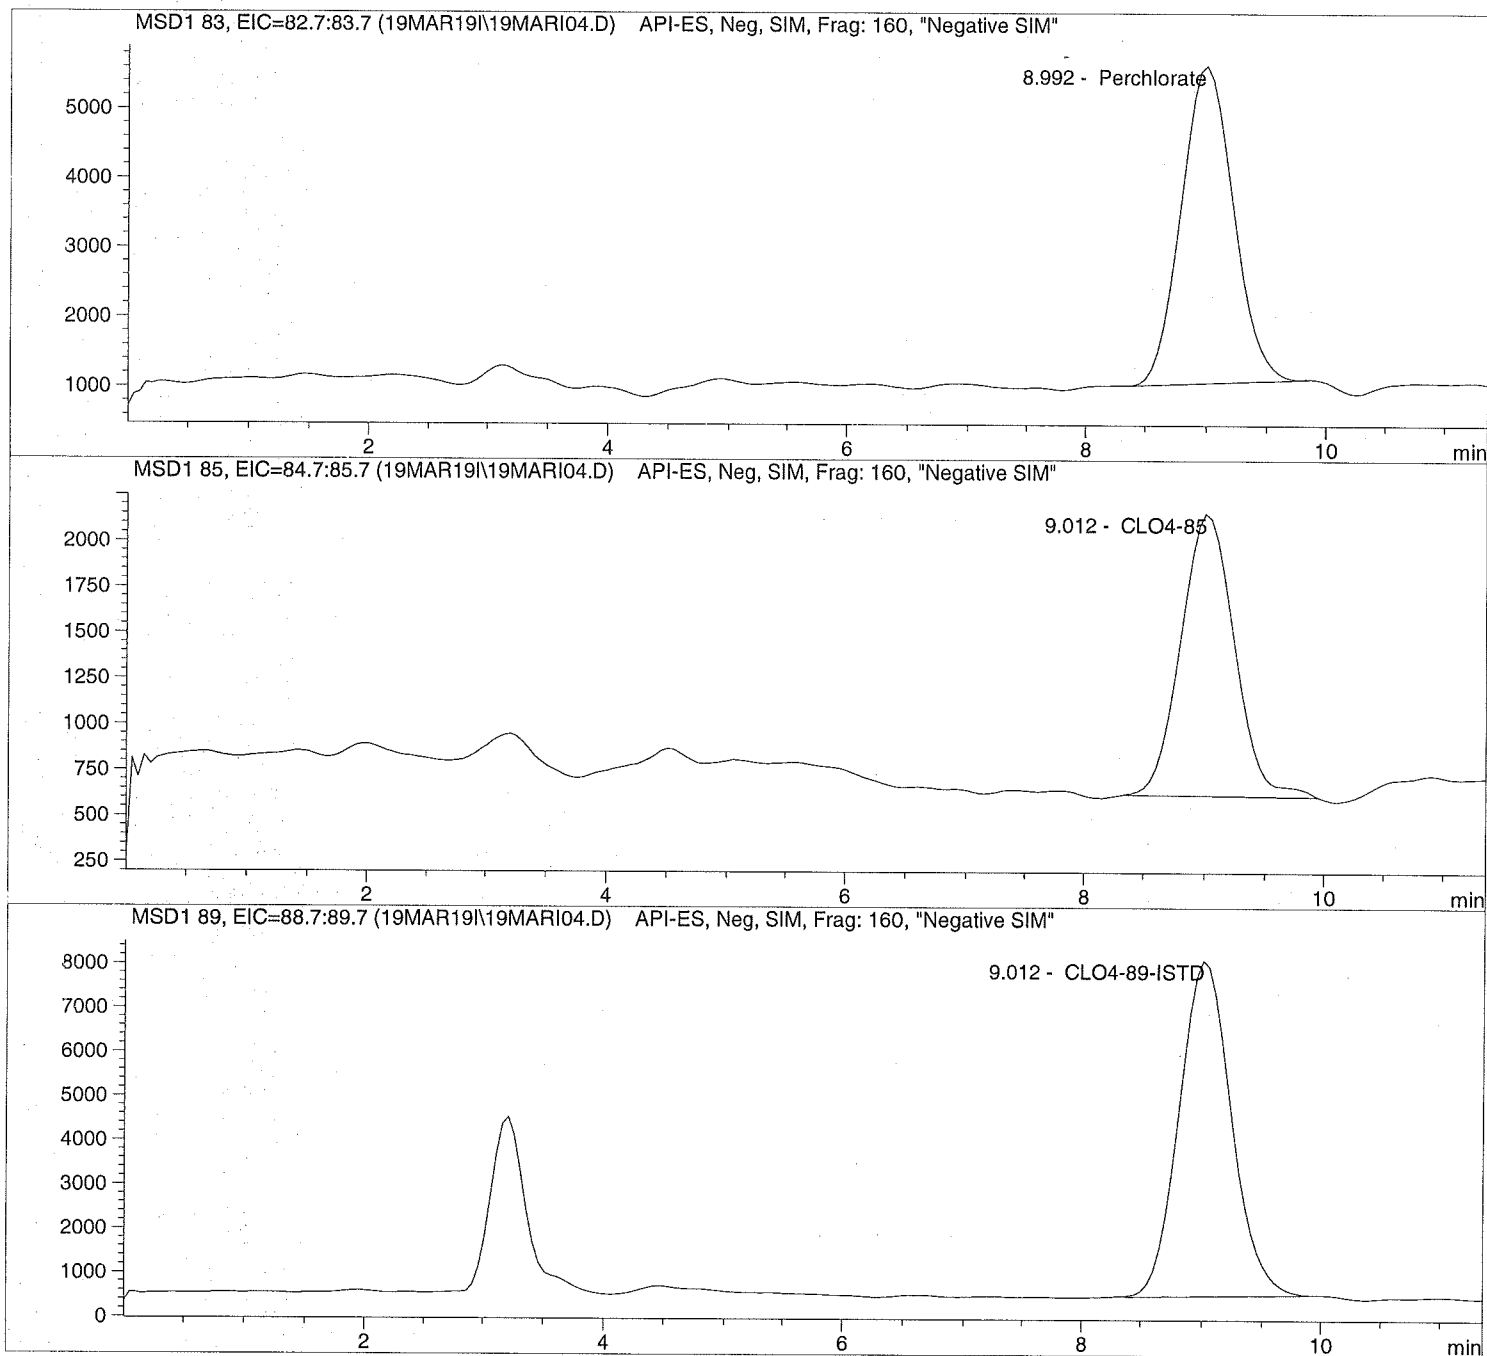 MSD1 83, EIC=82.7:83.7 (19MAR19I\19MARI04.D) API-ES, Neg, SIM, Frag: 160, "Negative SIM"
8.992 - Perchlorate
5000
4000
3000
2000
1000
2 4 6 8 10 min
MSD1 85, EIC=84.7:85.7 (19MAR19I\19MARI04.D) API-ES, Neg, SIM, Frag: 160, "Negative SIM"
9.012 - CLO4-85
2000
1750
1500
1250
1000
750
500
250
2 4 6 8 10 min
MSD1 89, EIC=88.7:89.7 (19MAR19I\19MARI04.D) API-ES, Neg, SIM, Frag: 160, "Negative SIM"
9.012 - CLO4-89-ISTD
8000
7000
6000
5000
4000
3000
2000
1000
0
2 4 6 8 10 min